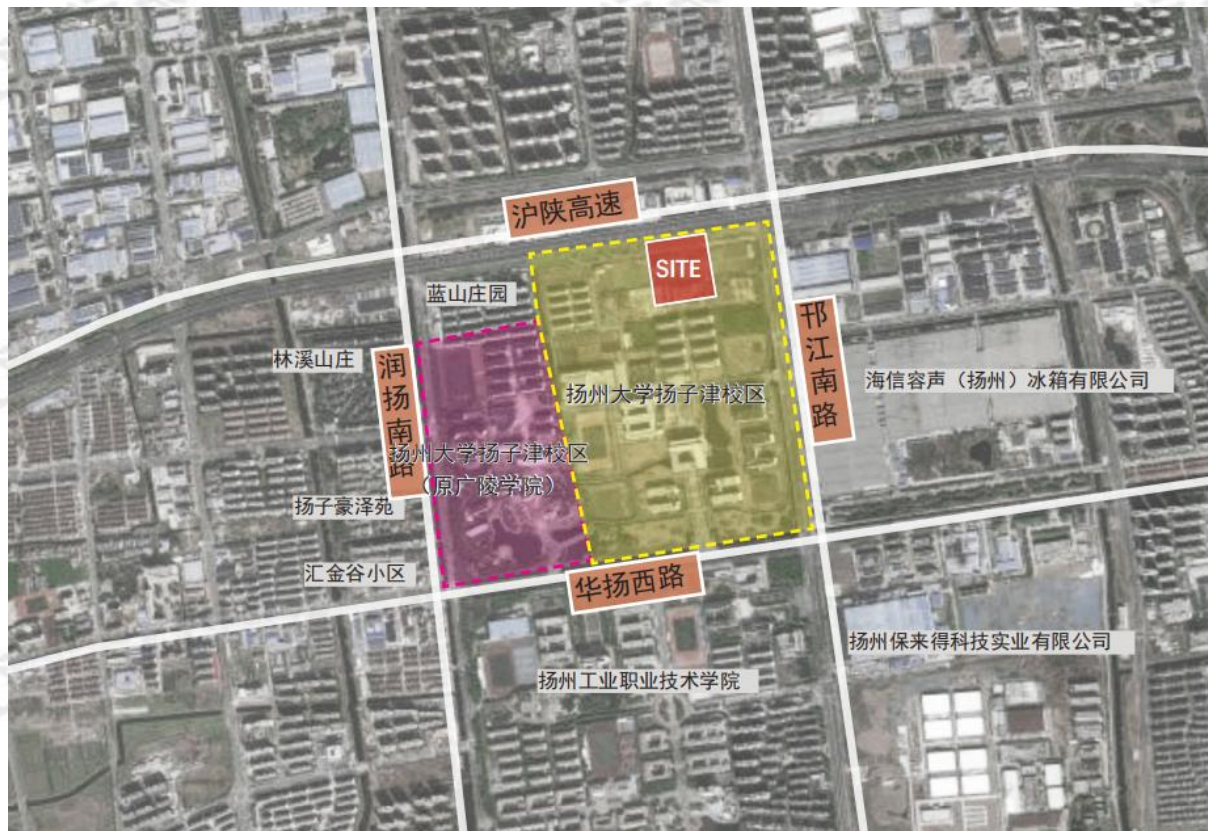 沪陕高速
SITE
蓝山庄园
邗江南路
林溪山庄
润扬南路
海信容声（扬州）冰箱有限公司
扬州大学扬子津校区
扬州大学扬子津校区
（原广陵学院）
扬子豪泽苑
汇金谷小区
华扬西路
扬州保来得科技实业有限公司
扬州工业职业技术学院